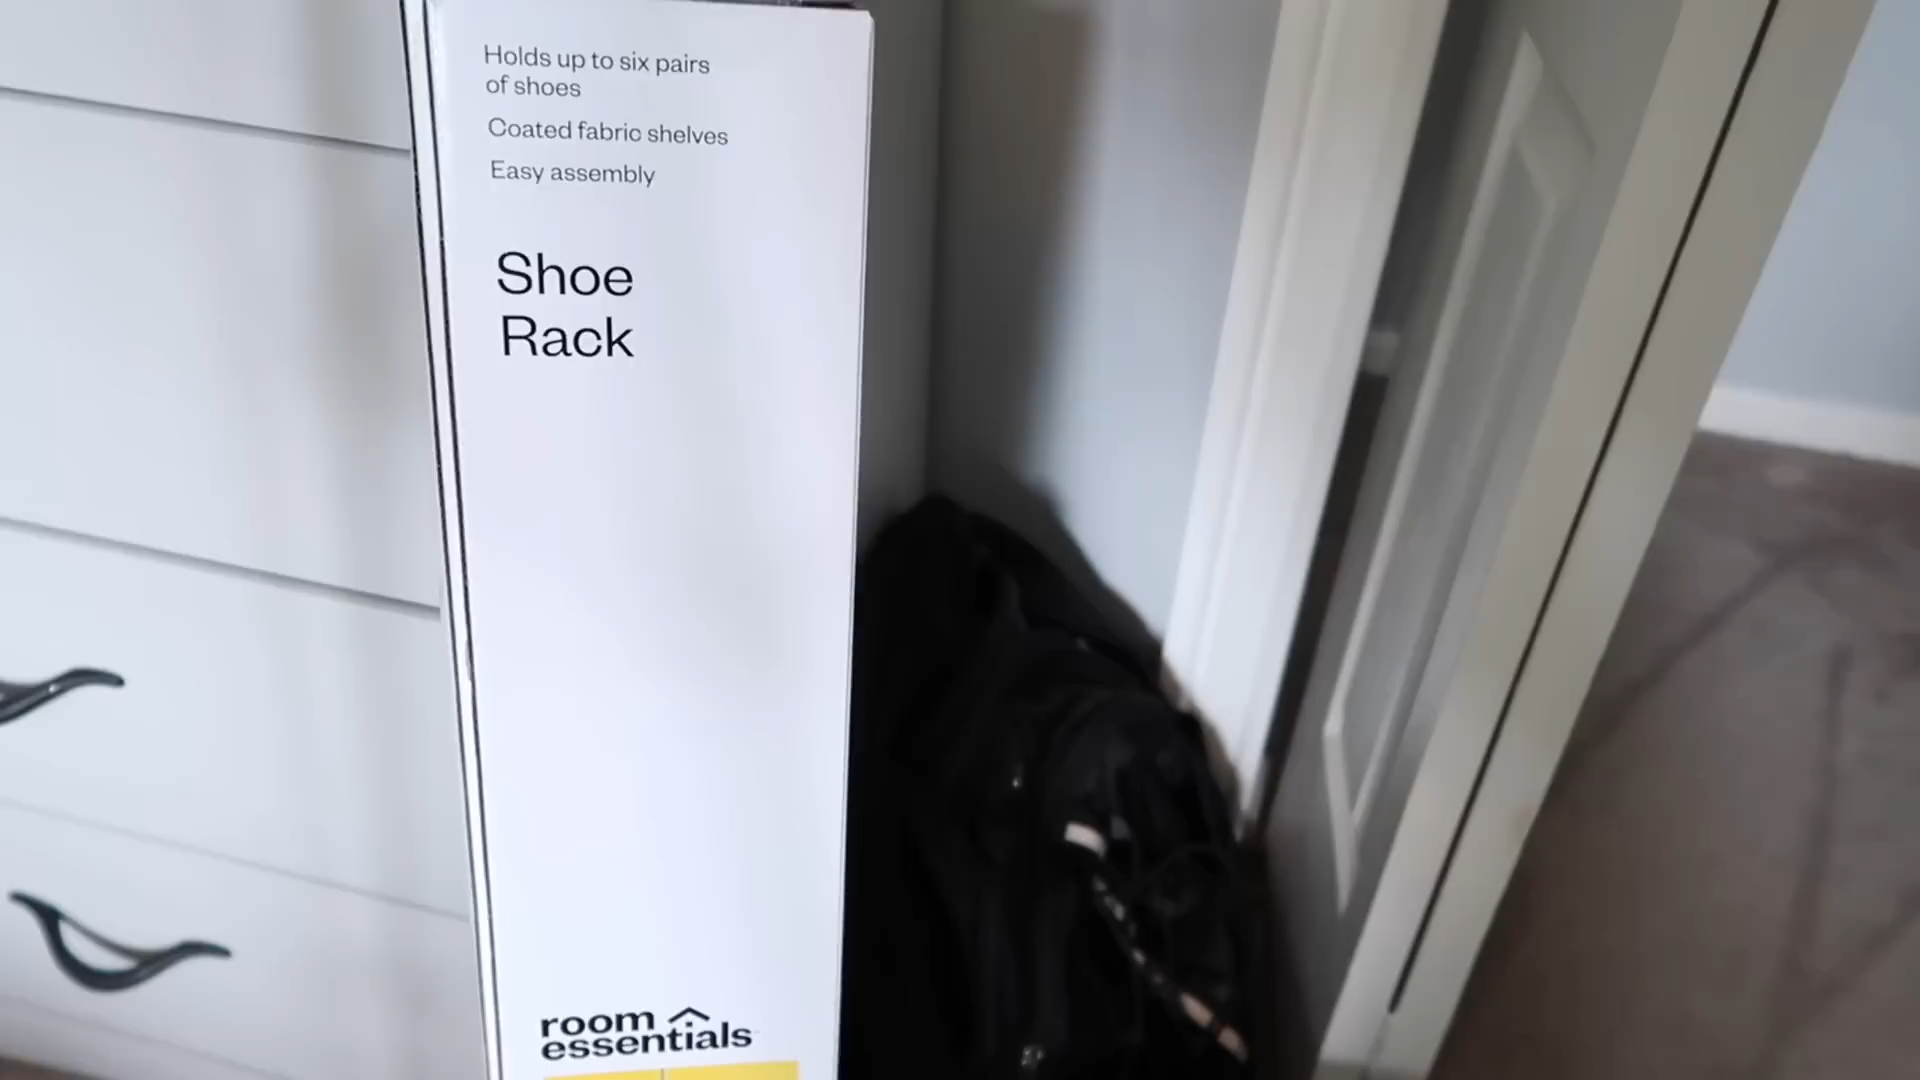 Holds up to six pairs
of shoes
Coated fabric shelves
Easy assembly
Shoe
Rack
room
essentials